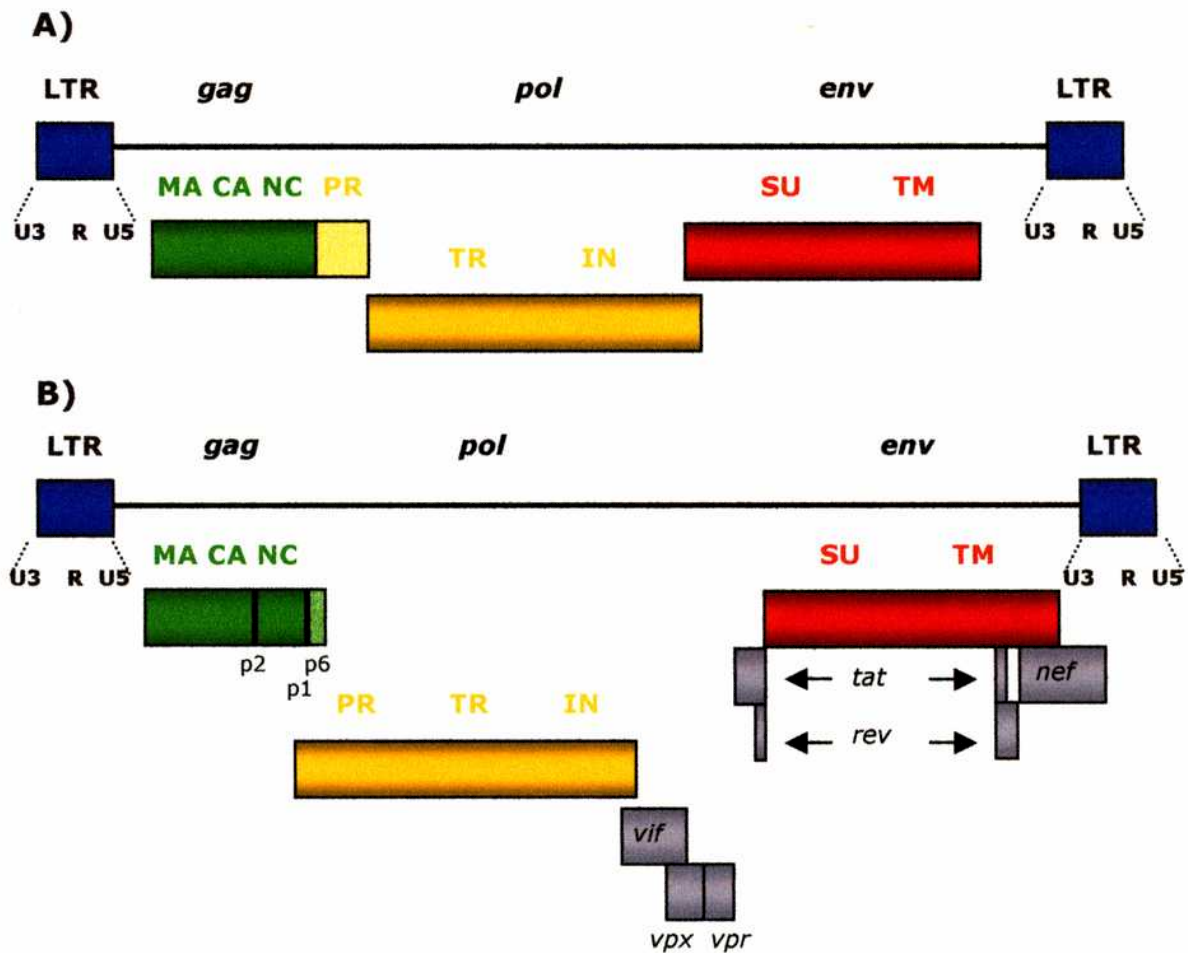 A)
LTR gag pol env LTR
MA CA NC PR SU TM
U3 R U5 U3 R U5
TR IN
B)
LTR gag pol env LTR
MA CA NC SU TM
U3 R U5 U3 R U5
p2 p6
p1
tat nef
PR TR IN
rev
vif
vpx vpr